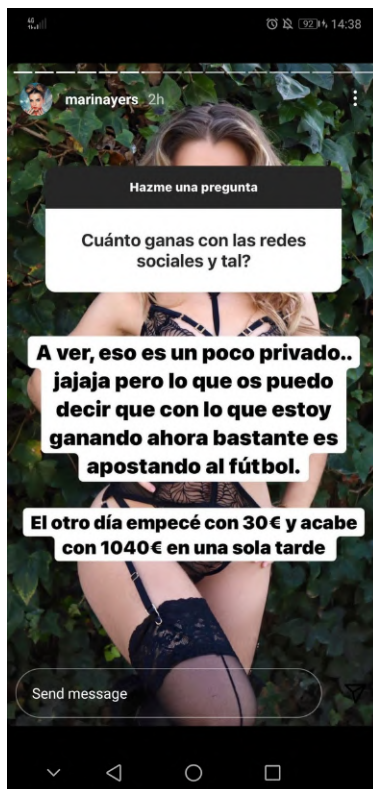 4G
92 14:38
marinayers 2h
Hazme una pregunta
Cuánto ganas con las redes
sociales y tal?
A ver, eso es un poco privado..
jajaja pero lo que os puedo
decir que con lo que estoy
ganando ahora bastante es
apostando al fútbol.
El otro día empecé con 30€ y acabe
con 1040€ en una sola tarde
Send message